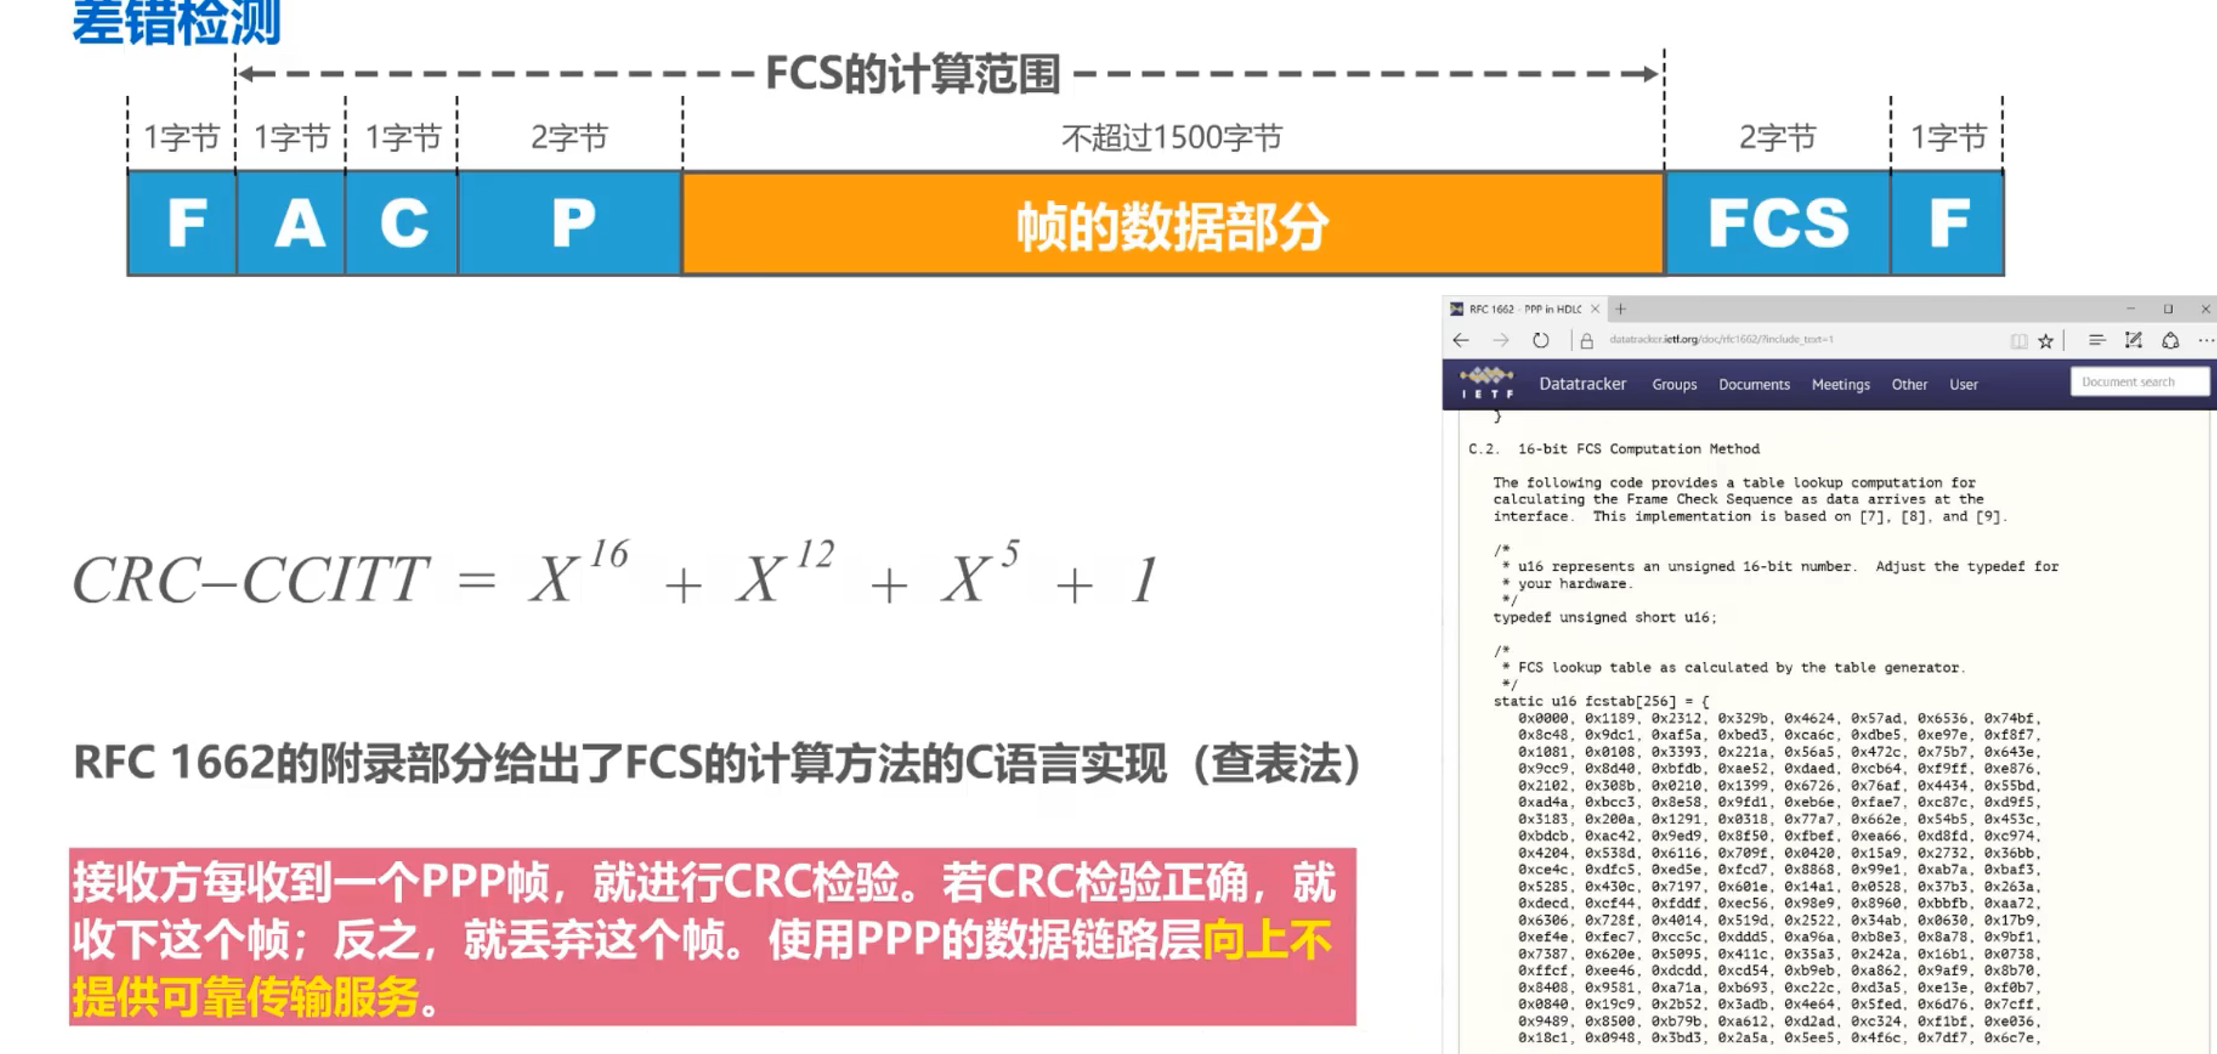 差错检测
FCS的计算范围
1字节 1字节 1字节 2字节 不超过1500字节 2字节 1字节
F A C P 帧的数据部分 FCS F
CRC–CCITT = X^16 + X^12 + X^5 + 1
RFC 1662的附录部分给出了FCS的计算方法的C语言实现（查表法）
接收方每收到一个PPP帧，就进行CRC检验。若CRC检验正确，就
收下这个帧；反之，就丢弃这个帧。使用PPP的数据链路层向上不
提供可靠传输服务。
RFC 1662 - PPP in HDLC
datatracker.ietf.org/doc/rfc1662/?include_text=1
IETF Datatracker Groups Documents Meetings Other User Document search
}
C.2. 16-bit FCS Computation Method
The following code provides a table lookup computation for
calculating the Frame Check Sequence as data arrives at the
interface. This implementation is based on [7], [8], and [9].
/*
* u16 represents an unsigned 16-bit number. Adjust the typedef for
* your hardware.
*/
typedef unsigned short u16;
/*
* FCS lookup table as calculated by the table generator.
*/
static u16 fcstab[256] = {
0x0000, 0x1189, 0x2312, 0x329b, 0x4624, 0x57ad, 0x6536, 0x74bf,
0x8c48, 0x9dc1, 0xaf5a, 0xbed3, 0xca6c, 0xdbe5, 0xe97e, 0xf8f7,
0x1081, 0x0108, 0x3393, 0x221a, 0x56a5, 0x472c, 0x75b7, 0x643e,
0x9cc9, 0x8d40, 0xbfdb, 0xae52, 0xdaed, 0xcb64, 0xf9ff, 0xe876,
0x2102, 0x308b, 0x0210, 0x1399, 0x6726, 0x76af, 0x4434, 0x55bd,
0xad4a, 0xbcc3, 0x8e58, 0x9fd1, 0xeb6e, 0xfae7, 0xc87c, 0xd9f5,
0x3183, 0x200a, 0x1291, 0x0318, 0x77a7, 0x662e, 0x54b5, 0x453c,
0xbdcb, 0xac42, 0x9ed9, 0x8f50, 0xfbef, 0xea66, 0xd8fd, 0xc974,
0x4204, 0x538d, 0x6116, 0x709f, 0x0420, 0x15a9, 0x2732, 0x36bb,
0xce4c, 0xdfc5, 0xed5e, 0xfcd7, 0x8868, 0x99e1, 0xab7a, 0xbaf3,
0x5285, 0x430c, 0x7197, 0x601e, 0x14a1, 0x0528, 0x37b3, 0x263a,
0xdecd, 0xcf44, 0xfddf, 0xec56, 0x98e9, 0x8960, 0xbbfb, 0xaa72,
0x6306, 0x728f, 0x4014, 0x519d, 0x2522, 0x34ab, 0x0630, 0x17b9,
0xef4e, 0xfec7, 0xcc5c, 0xddd5, 0xa96a, 0xb8e3, 0x8a78, 0x9bf1,
0x7387, 0x620e, 0x5095, 0x411c, 0x35a3, 0x242a, 0x16b1, 0x0738,
0xffcf, 0xee46, 0xdcdd, 0xcd54, 0xb9eb, 0xa862, 0x9af9, 0x8b70,
0x8408, 0x9581, 0xa71a, 0xb693, 0xc22c, 0xd3a5, 0xe13e, 0xf0b7,
0x0840, 0x19c9, 0x2b52, 0x3adb, 0x4e64, 0x5fed, 0x6d76, 0x7cff,
0x9489, 0x8500, 0xb79b, 0xa612, 0xd2ad, 0xc324, 0xf1bf, 0xe036,
0x18c1, 0x0948, 0x3bd3, 0x2a5a, 0x5ee5, 0x4f6c, 0x7df7, 0x6c7e,